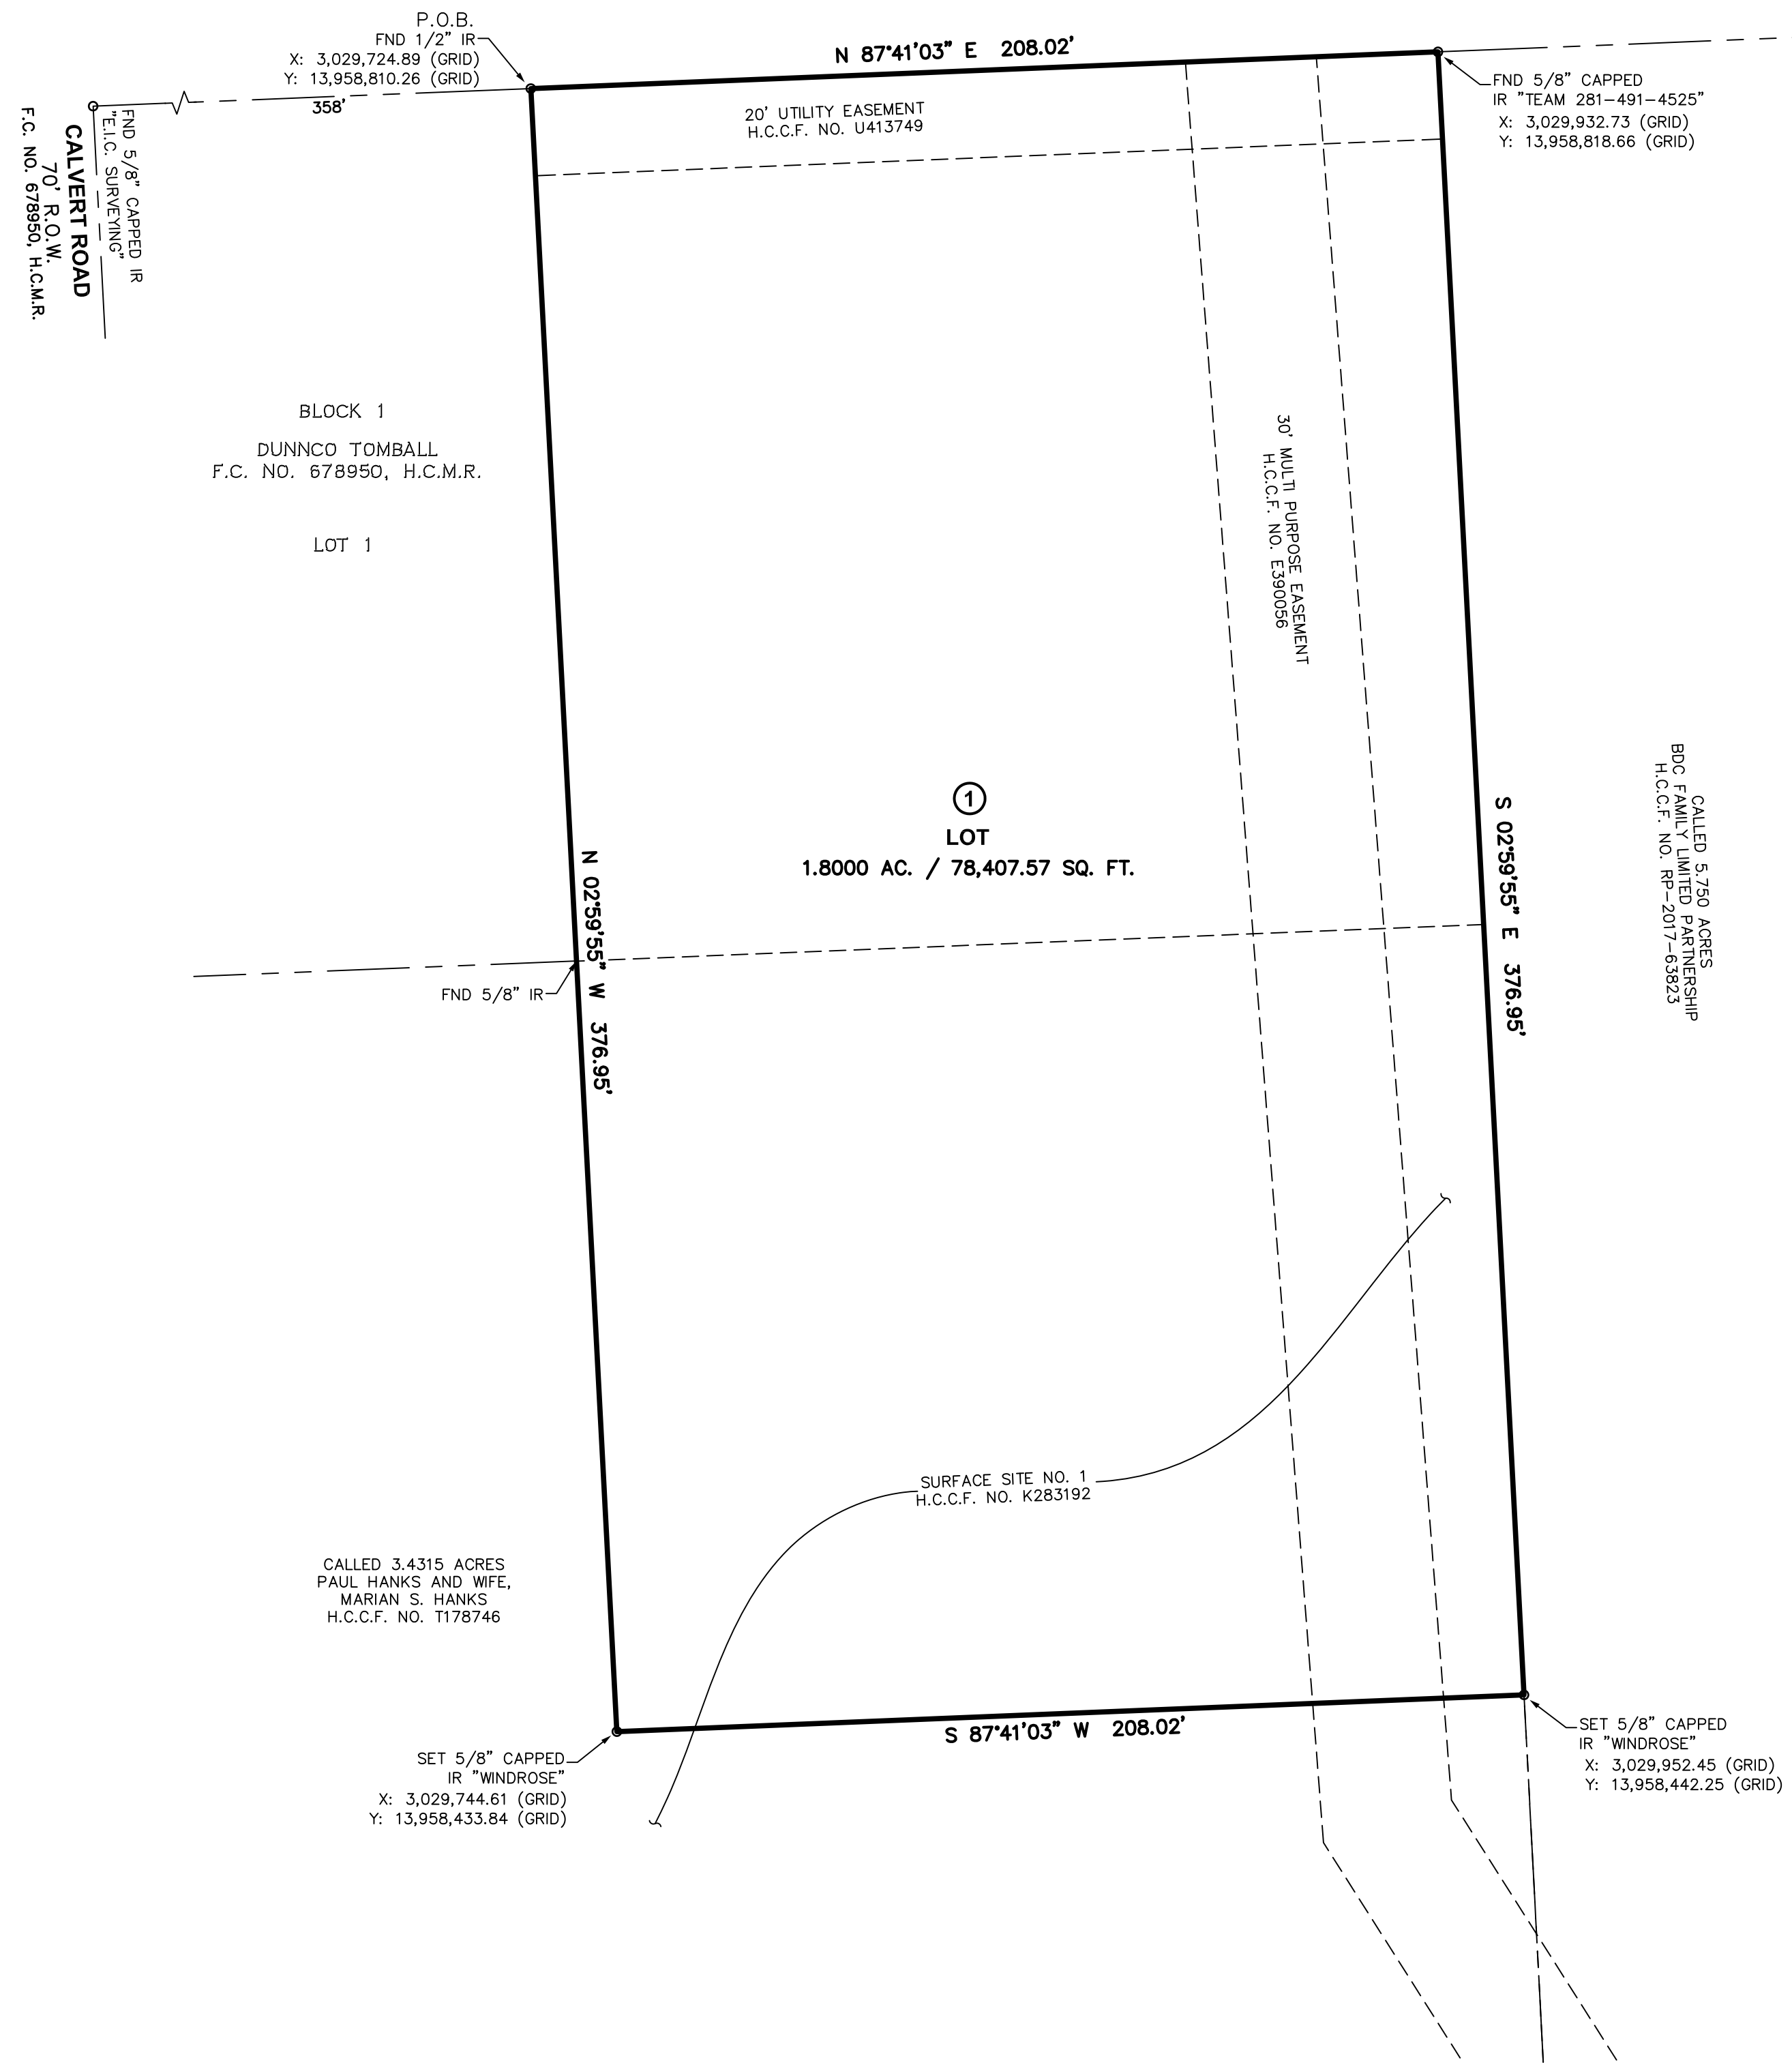 P.O.B.
FND 1/2" IR
X: 3,029,724.89 (GRID)
Y: 13,958,810.26 (GRID)
358'
N 87°41'03" E 208.02'
FND 5/8" CAPPED
IR "TEAM 281-491-4525"
X: 3,029,932.73 (GRID)
Y: 13,958,818.66 (GRID)
20' UTILITY EASEMENT
H.C.C.F. NO. U413749
FND 5/8" CAPPED IR
"E.I.C. SURVEYING"
CALVERT ROAD
70' R.O.W.
F.C. NO. 678950, H.C.M.R.
BLOCK 1
DUNNCO TOMBALL
F.C. NO. 678950, H.C.M.R.
LOT 1
30' MULTI PURPOSE EASEMENT
H.C.C.F. NO. E390056
1
LOT
1.8000 AC. / 78,407.57 SQ. FT.
N 02°59'55" W 376.95'
S 02°59'55" E 376.95'
CALLED 5.750 ACRES
BDC FAMILY LIMITED PARTNERSHIP
H.C.C.F. NO. RP-2017-63823
FND 5/8" IR
SURFACE SITE NO. 1
H.C.C.F. NO. K283192
CALLED 3.4315 ACRES
PAUL HANKS AND WIFE,
MARIAN S. HANKS
H.C.C.F. NO. T178746
S 87°41'03" W 208.02'
SET 5/8" CAPPED
IR "WINDROSE"
X: 3,029,744.61 (GRID)
Y: 13,958,433.84 (GRID)
SET 5/8" CAPPED
IR "WINDROSE"
X: 3,029,952.45 (GRID)
Y: 13,958,442.25 (GRID)